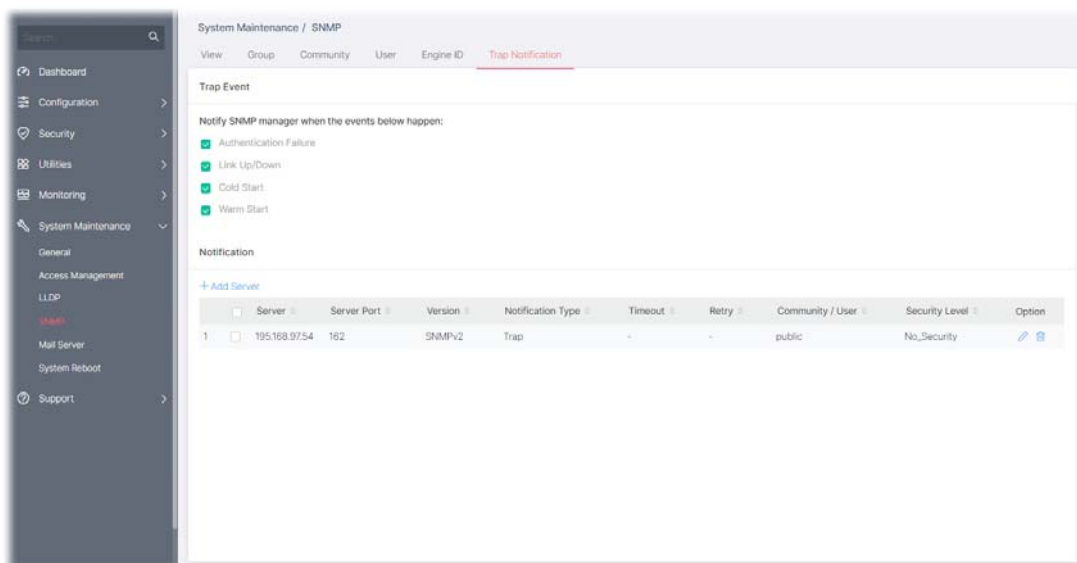 Search...
System Maintenance / SNMP
View Group Community User Engine ID Trap Notification
Dashboard
Configuration
Security
Utilities
Monitoring
System Maintenance
General
Access Management
LLDP
SNMP
Mail Server
System Reboot
Support
Trap Event
Notify SNMP manager when the events below happen:
Authentication Failure
Link Up/Down
Cold Start
Warm Start
Notification
+ Add Server
Server Server Port Version Notification Type Timeout Retry Community / User Security Level Option
1 195.168.97.54 162 SNMPv2 Trap - - public No_Security